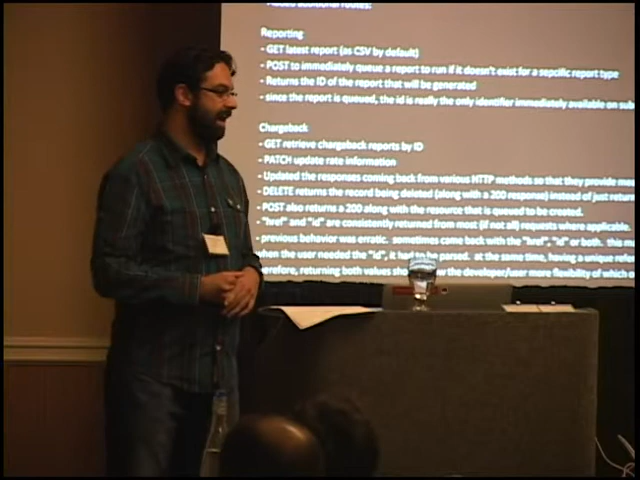 Added additional routes:
Reporting
- GET latest report (as CSV by default)
- POST to immediately queue a report to run if it doesn't exist for a sepcific report type
- Returns the ID of the report that will be generated
- since the report is queued, the id is really the only identifier immediately available on
Chargeback
- GET retrieve chargeback reports by ID
- PATCH update rate information
- Updated the responses coming back from various HTTP methods so that they provide
- DELETE returns the record being deleted (along with a 200 response) instead of just
- POST also returns a 200 along with the resource that is queued to be created.
- "href" and "id" are consistently returned from most (if not all) requests where applicable.
- previous behavior was erratic. sometimes came back with the "href", "id" or both. this
when the user needed the "id", it had to be parsed. at the same time, having a unique
erefore, returning both values the developer/user more flexibility of which